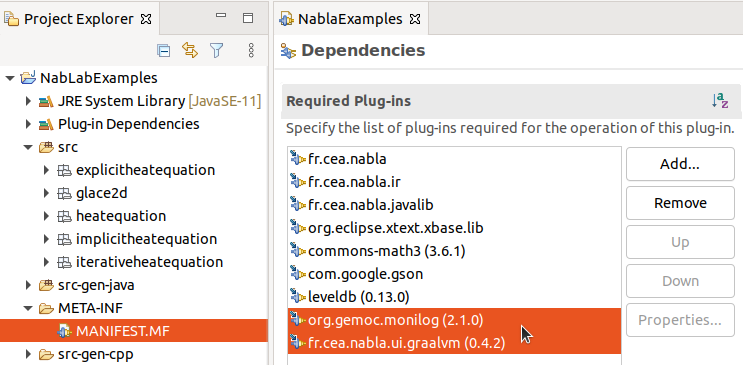 Project Explorer
NabLabExamples
JRE System Library [JavaSE-11]
Plug-in Dependencies
src
explicitheatequation
glace2d
heatequation
implicitheatequation
iterativeheatequation
src-gen-java
META-INF
MANIFEST.MF
src-gen-cpp
NablaExamples
Dependencies
Required Plug-ins
Specify the list of plug-ins required for the operation of this plug-in.
fr.cea.nabla
fr.cea.nabla.ir
fr.cea.nabla.javalib
org.eclipse.xtext.xbase.lib
commons-math3 (3.6.1)
com.google.gson
leveldb (0.13.0)
org.gemoc.monilog (2.1.0)
fr.cea.nabla.ui.graalvm (0.4.2)
Add...
Remove
Up
Down
Properties...